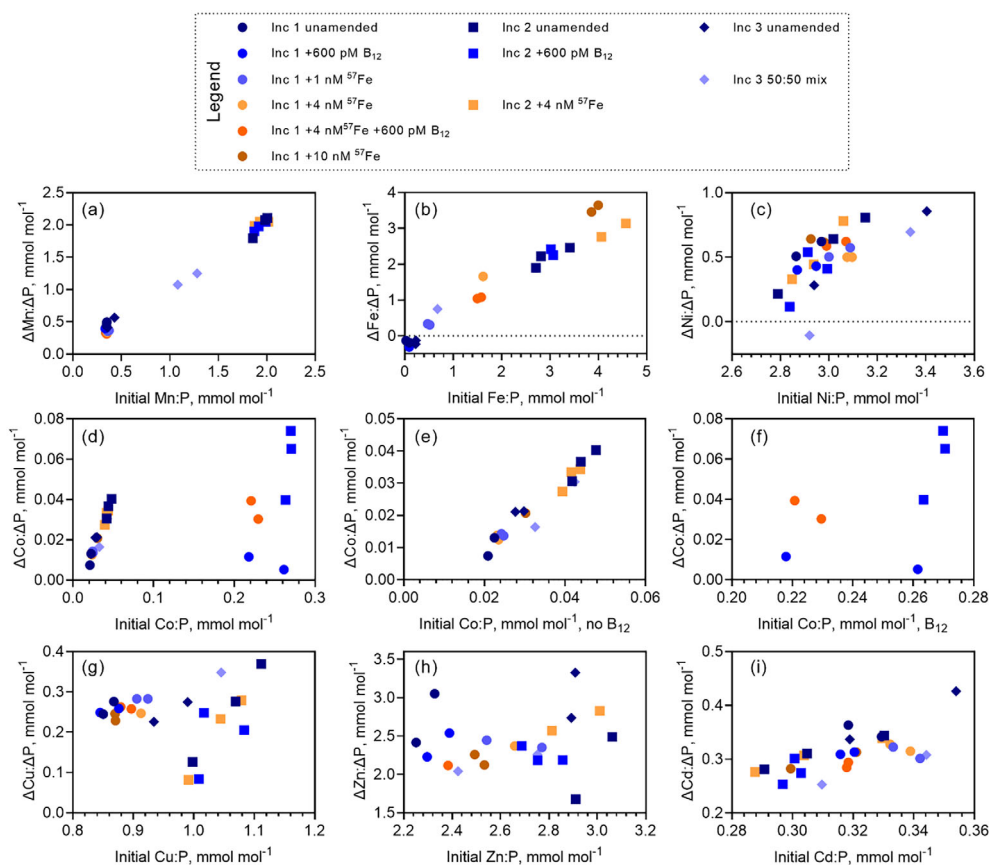 Legend
Inc 1 unamended
Inc 2 unamended
Inc 3 unamended
Inc 1 +600 pM B₁₂
Inc 2 +600 pM B₁₂
Inc 1 +1 nM ⁵⁷Fe
Inc 3 50:50 mix
Inc 1 +4 nM ⁵⁷Fe
Inc 2 +4 nM ⁵⁷Fe
Inc 1 +4 nM⁵⁷Fe +600 pM B₁₂
Inc 1 +10 nM ⁵⁷Fe
(a)
ΔMn:ΔP, mmol mol⁻¹
2.5
2.0
1.5
1.0
0.5
0.0
0.0 0.5 1.0 1.5 2.0 2.5
Initial Mn:P, mmol mol⁻¹
(b)
ΔFe:ΔP, mmol mol⁻¹
4
3
2
1
0
0 1 2 3 4 5
Initial Fe:P, mmol mol⁻¹
(c)
ΔNi:ΔP, mmol mol⁻¹
1.0
0.5
0.0
2.6 2.8 3.0 3.2 3.4 3.6
Initial Ni:P, mmol mol⁻¹
(d)
ΔCo:ΔP, mmol mol⁻¹
0.08
0.06
0.04
0.02
0.00
0.0 0.1 0.2 0.3
Initial Co:P, mmol mol⁻¹
(e)
ΔCo:ΔP, mmol mol⁻¹
0.05
0.04
0.03
0.02
0.01
0.00
0.00 0.02 0.04 0.06
Initial Co:P, mmol mol⁻¹, no B₁₂
(f)
ΔCo:ΔP, mmol mol⁻¹
0.08
0.06
0.04
0.02
0.00
0.20 0.22 0.24 0.26 0.28
Initial Co:P, mmol mol⁻¹, B₁₂
(g)
ΔCu:ΔP, mmol mol⁻¹
0.4
0.3
0.2
0.1
0.0
0.8 0.9 1.0 1.1 1.2
Initial Cu:P, mmol mol⁻¹
(h)
ΔZn:ΔP, mmol mol⁻¹
3.5
3.0
2.5
2.0
1.5
2.2 2.4 2.6 2.8 3.0 3.2
Initial Zn:P, mmol mol⁻¹
(i)
ΔCd:ΔP, mmol mol⁻¹
0.5
0.4
0.3
0.2
0.28 0.30 0.32 0.34 0.36
Initial Cd:P, mmol mol⁻¹